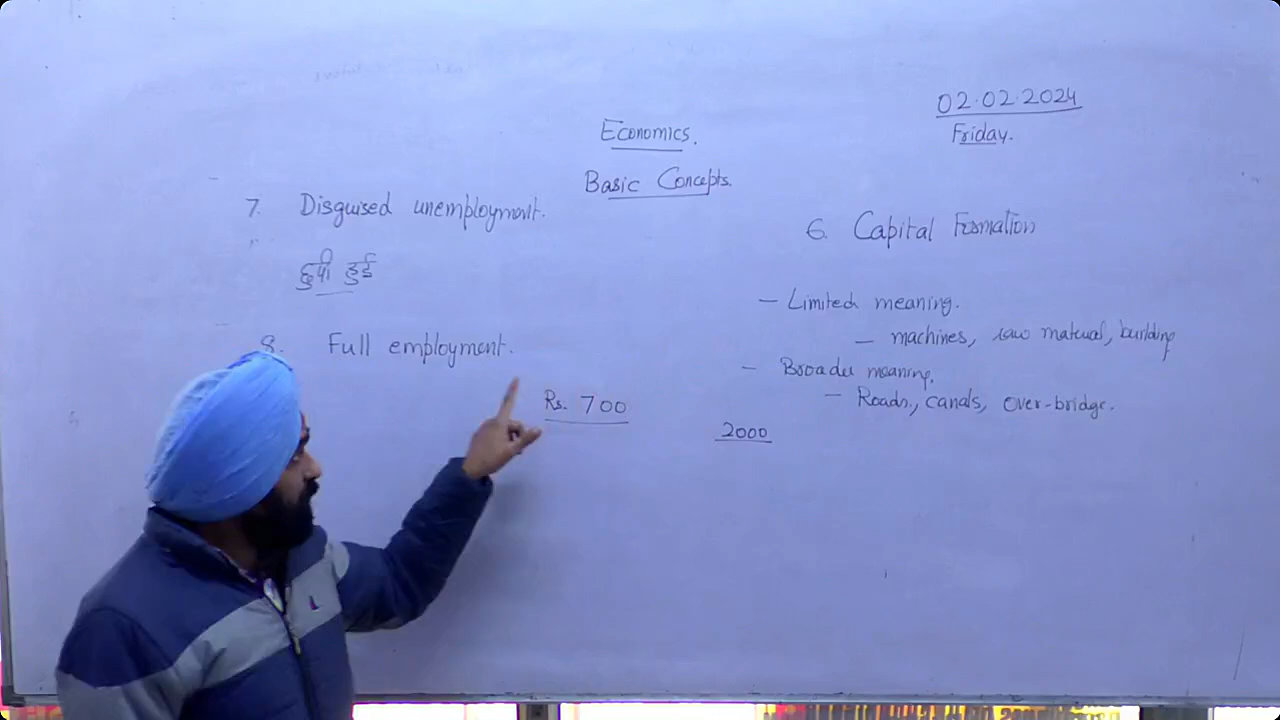 02.02.2024
Friday.
Economics.
Basic Concepts.
7. Disguised unemployment.
छुपी हुई
8. Full employment.
Rs. 700
6. Capital Formation
- Limited meaning.
- machines, raw material, building
- Broader meaning.
- Roads, canals, over-bridge.
2000